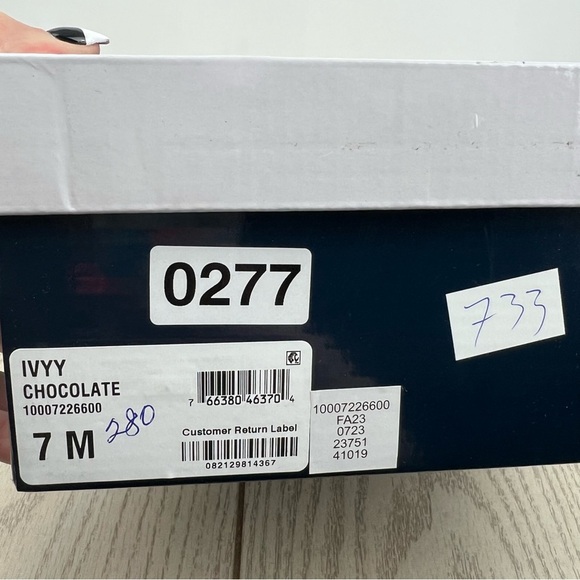 0277
733
IVYY
CHOCOLATE
10007226600
7 M 280
7 66380 46370 4
Customer Return Label
082129814367
10007226600
FA23
0723
23751
41019